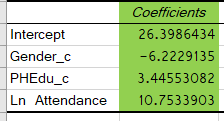 Coefficients
Intercept 26.3986434
Gender_c -6.2229135
PHEdu_c 3.44553082
Ln Attendance 10.7533903